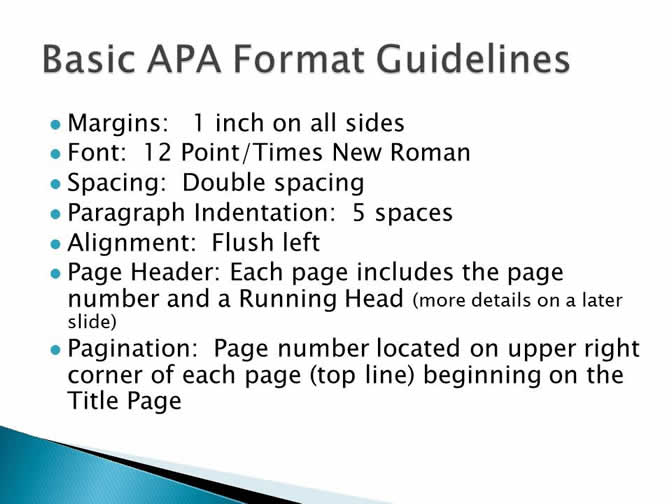 Basic APA Format Guidelines
Margins:   1 inch on all sides
Font:  12 Point/Times New Roman
Spacing:  Double spacing
Paragraph Indentation:  5 spaces
Alignment:  Flush left
Page Header: Each page includes the page
number and a Running Head (more details on a later
slide)
Pagination:  Page number located on upper right
corner of each page (top line) beginning on the
Title Page